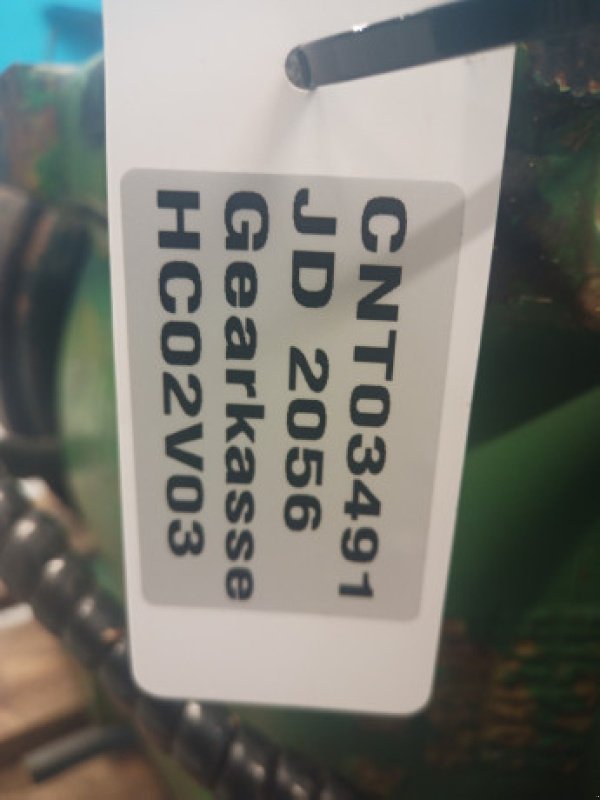 CNT03491
JD 2056
Gearkasse
HC02V03